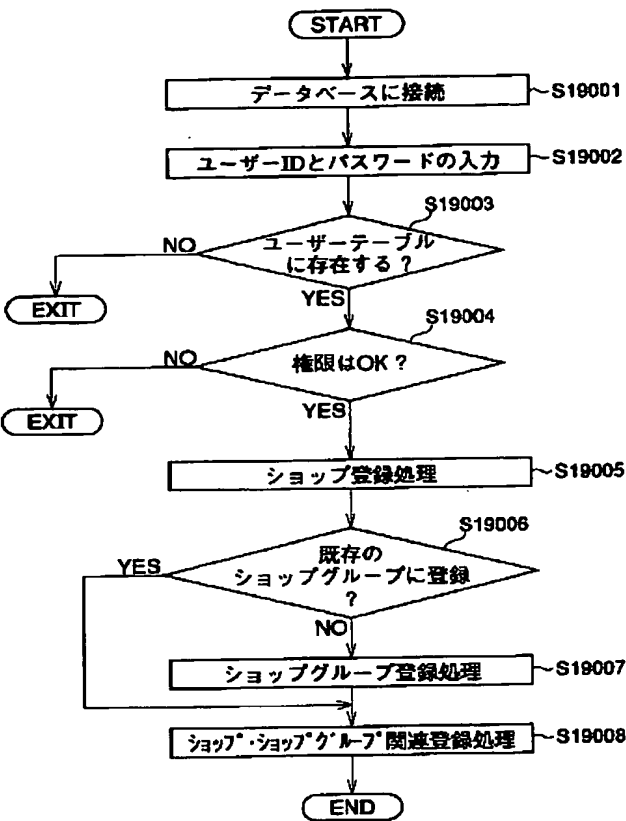 START
データベースに接続
S19001
ユーザーIDとパスワードの入力
S19002
S19003
ユーザーテーブル
に存在する？
NO
EXIT
YES
S19004
権限はOK？
NO
EXIT
YES
ショップ登録処理
S19005
S19006
既存の
ショップグループに登録
？
YES
NO
ショップグループ登録処理
S19007
ｼｮｯﾌﾟ・ｼｮｯﾌﾟｸﾞﾙｰﾌﾟ関連登録処理
S19008
END